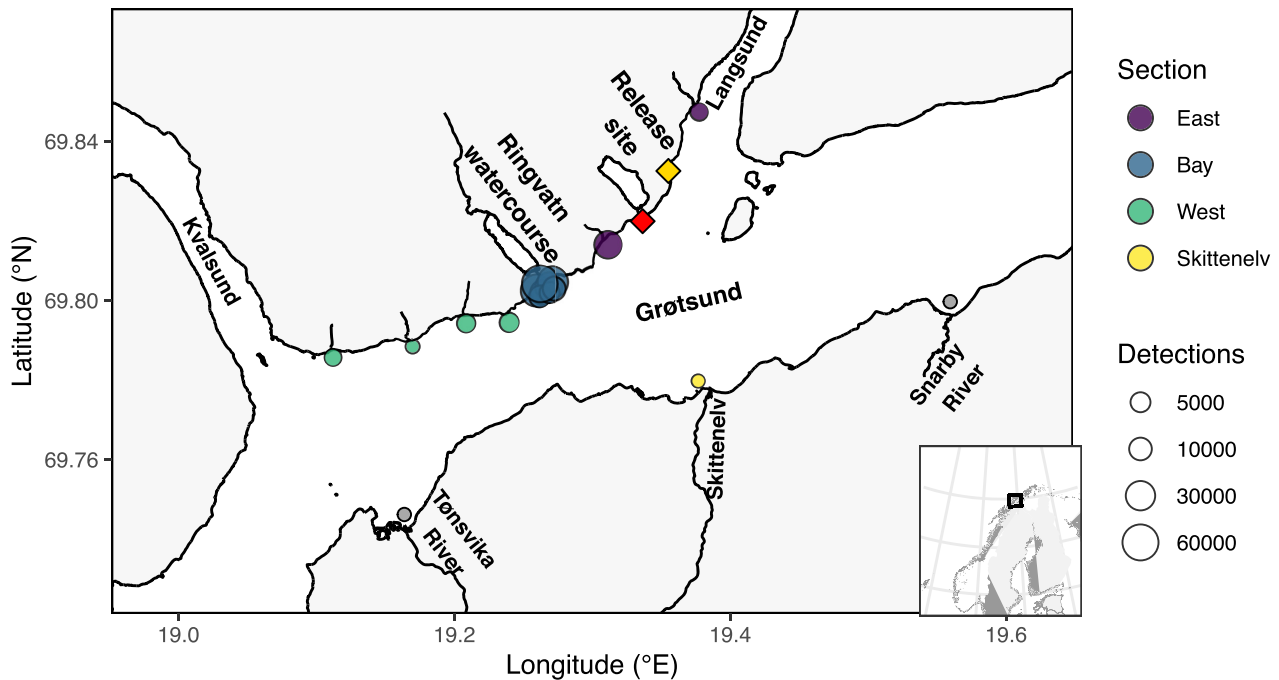 Langsund
Release
site
Ringvatn
watercourse
Kvalsund
Grøtsund
Snarby
River
Skittenelv
Tønsvika
River
69.84
69.80
69.76
Latitude (°N)
19.0
19.2
19.4
19.6
Longitude (°E)
Section
East
Bay
West
Skittenelv
Detections
5000
10000
30000
60000